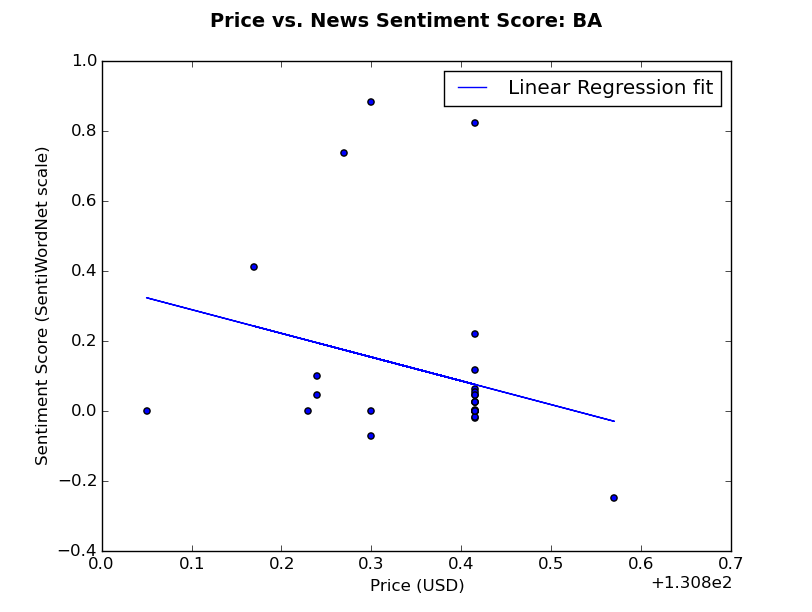 Price vs. News Sentiment Score: BA
Linear Regression fit
Sentiment Score (SentiWordNet scale)
1.0
0.8
0.6
0.4
0.2
0.0
−0.2
−0.4
0.0 0.1 0.2 0.3 0.4 0.5 0.6 0.7
+1.308e2
Price (USD)